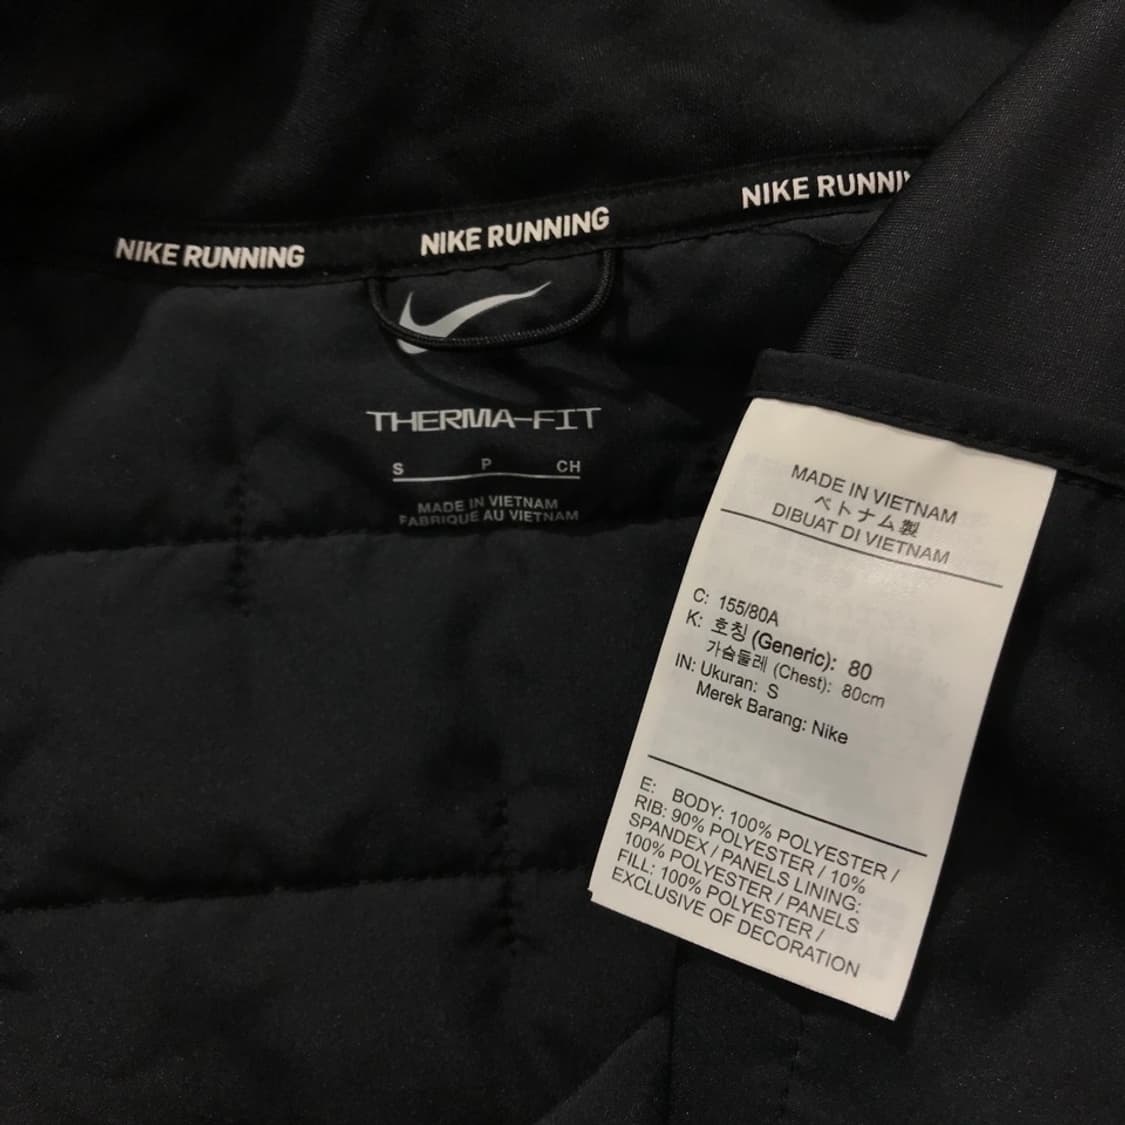 NIKE RUNNING
NIKE RUNNING
NIKE RUNNI
THERMA-FIT
S P CH
MADE IN VIETNAM
FABRIQUE AU VIETNAM
MADE IN VIETNAM
ベトナム製
DIBUAT DI VIETNAM
C: 155/80A
K: 호칭 (Generic): 80
가슴둘레 (Chest): 80cm
IN: Ukuran: S
Merek Barang: Nike
E: BODY: 100% POLYESTER /
RIB: 90% POLYESTER / 10%
SPANDEX / PANELS LINING:
100% POLYESTER / PANELS
FILL: 100% POLYESTER /
EXCLUSIVE OF DECORATION